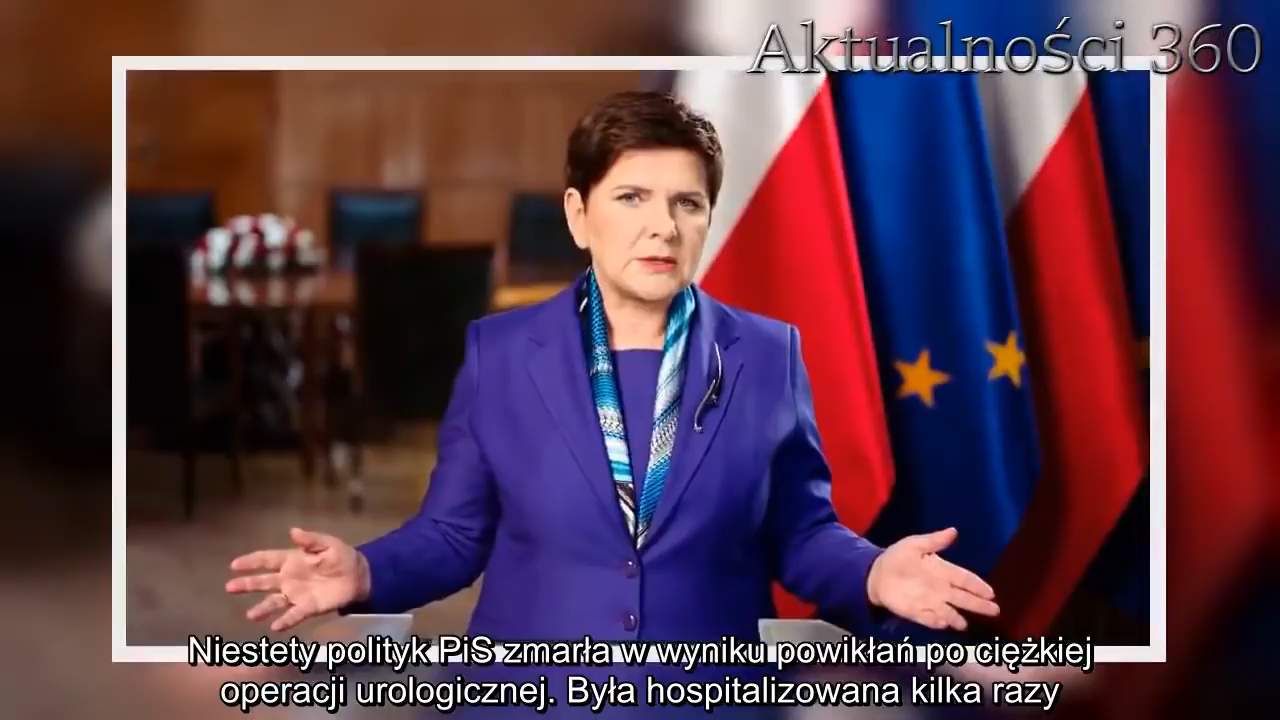 Aktualności 360
Niestety polityk PiS zmarła w wyniku powikłań po ciężkiej
operacji urologicznej. Była hospitalizowana kilka razy